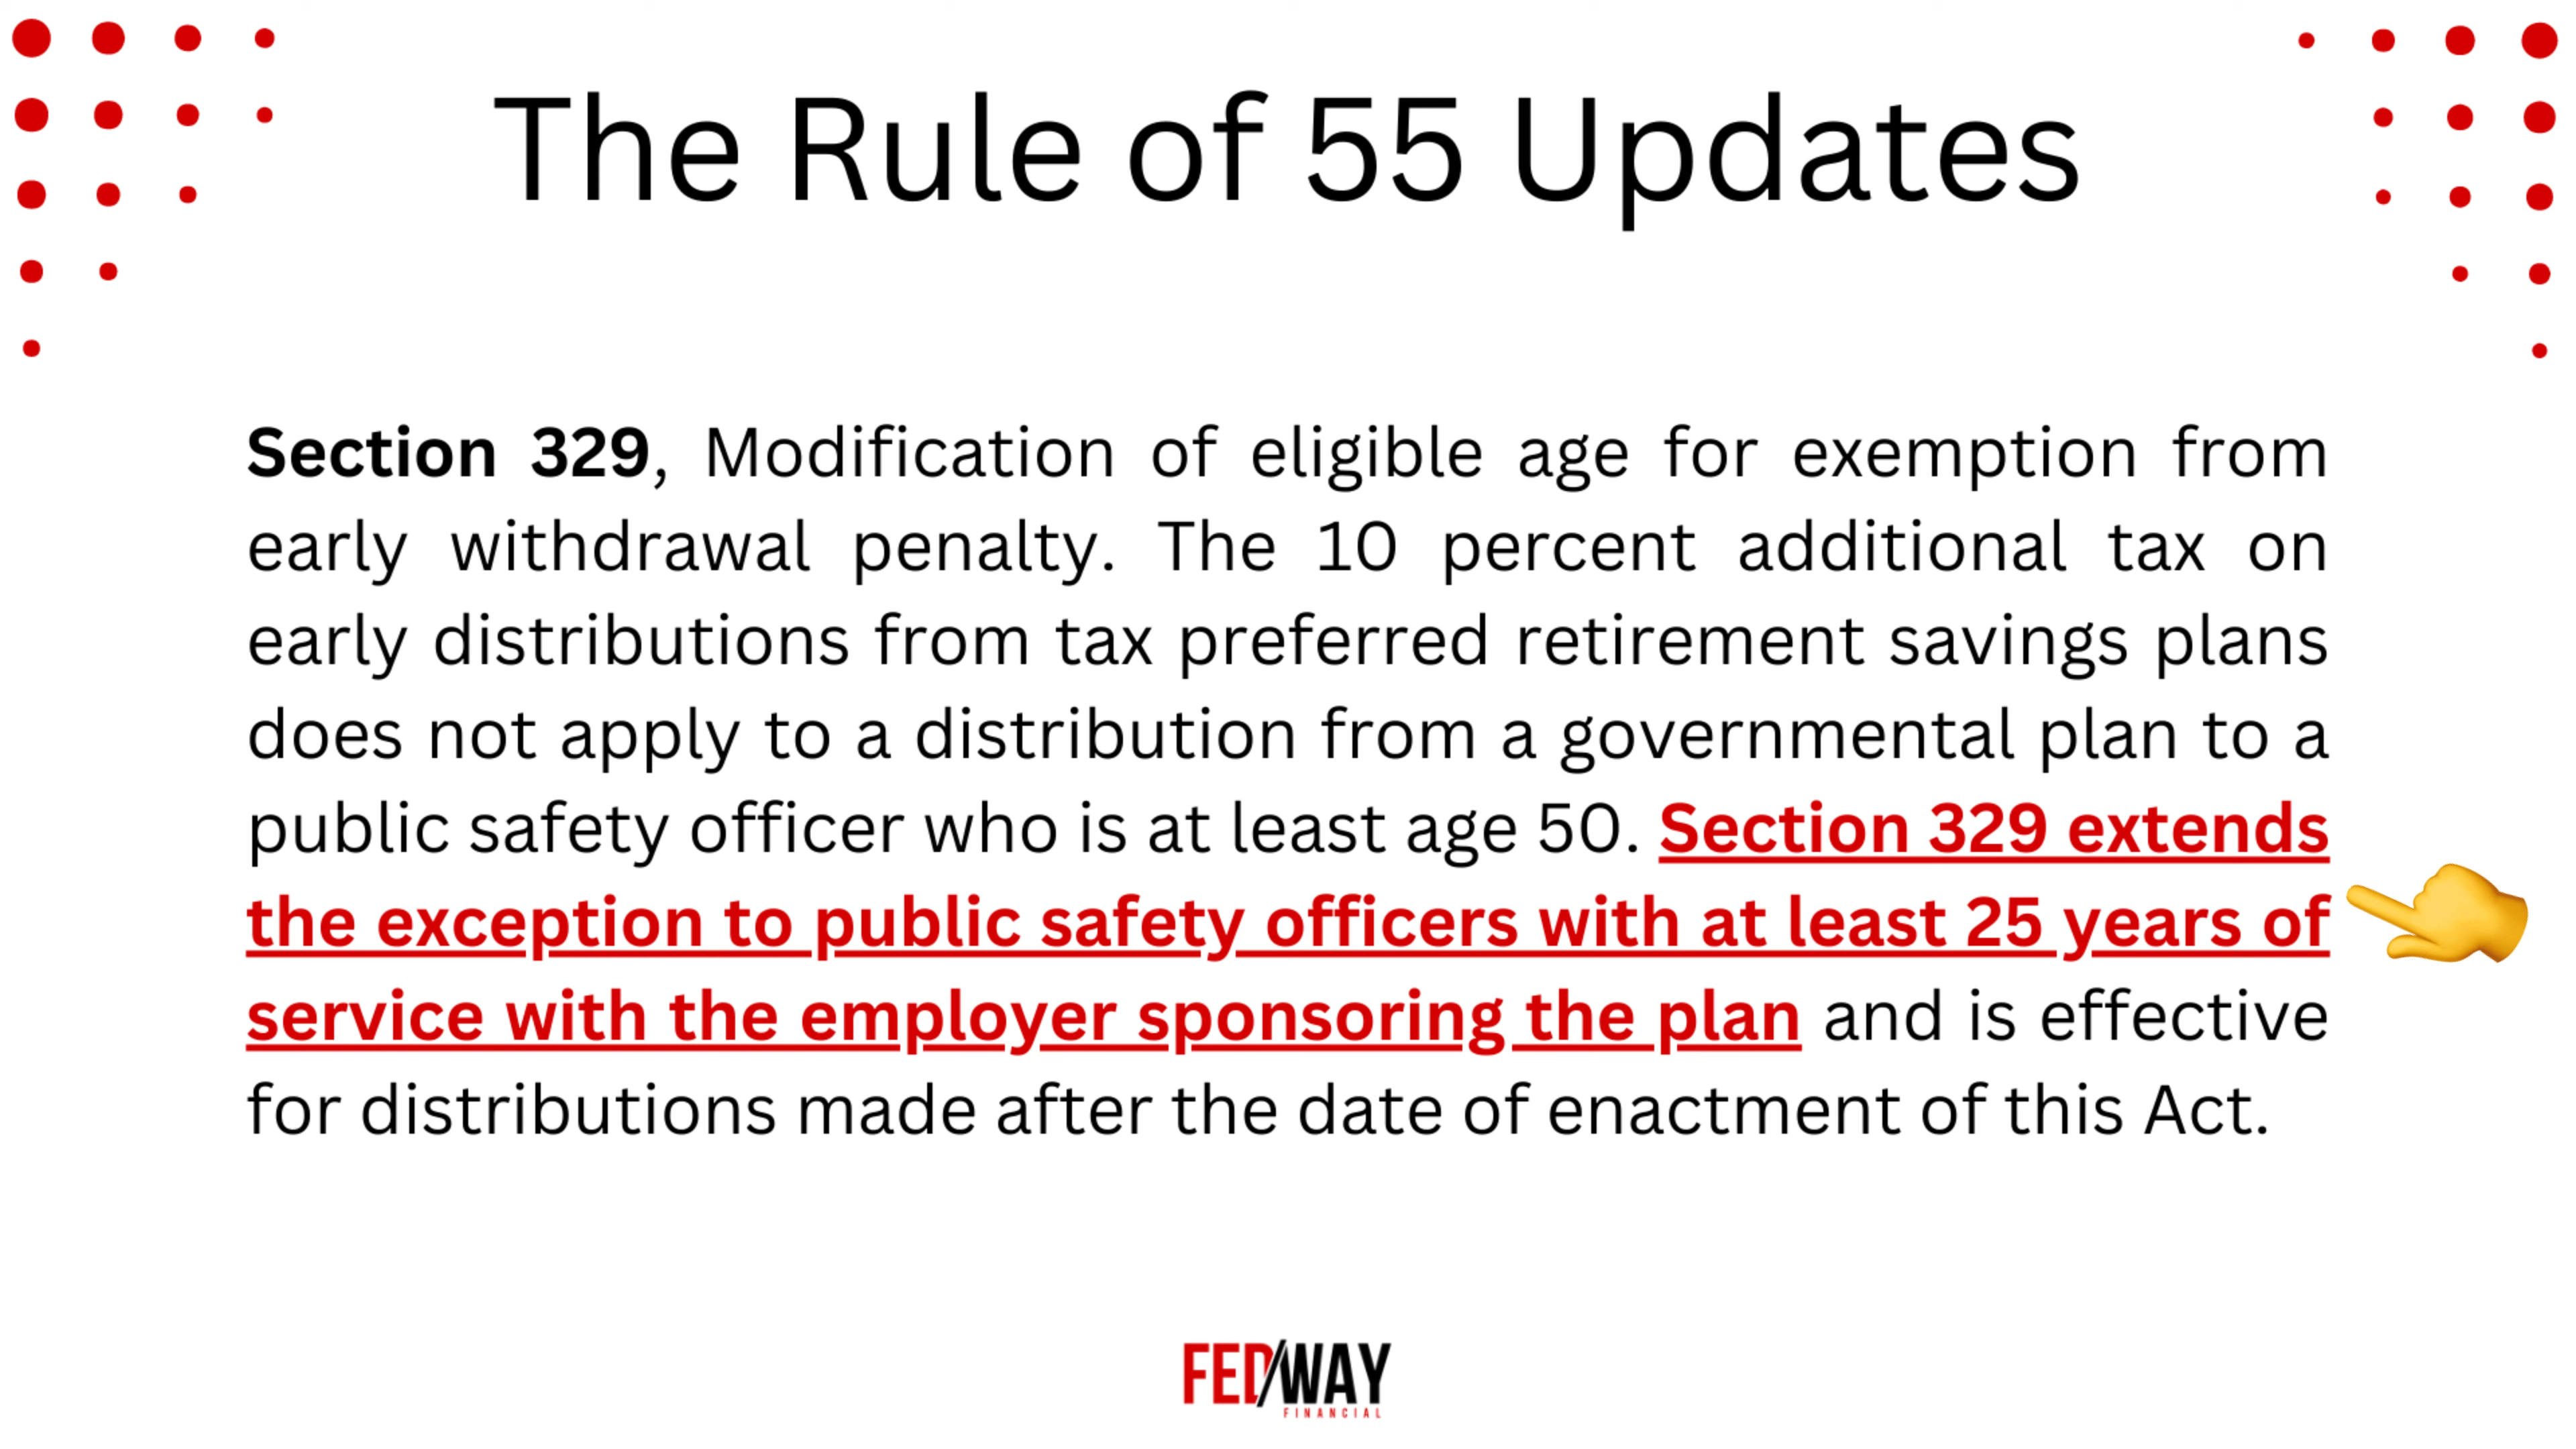 The Rule of 55 Updates
Section 329, Modification of eligible age for exemption from
early withdrawal penalty. The 10 percent additional tax on
early distributions from tax preferred retirement savings plans
does not apply to a distribution from a governmental plan to a
public safety officer who is at least age 50. Section 329 extends
the exception to public safety officers with at least 25 years of
service with the employer sponsoring the plan and is effective
for distributions made after the date of enactment of this Act.
FED/WAY
FINANCIAL